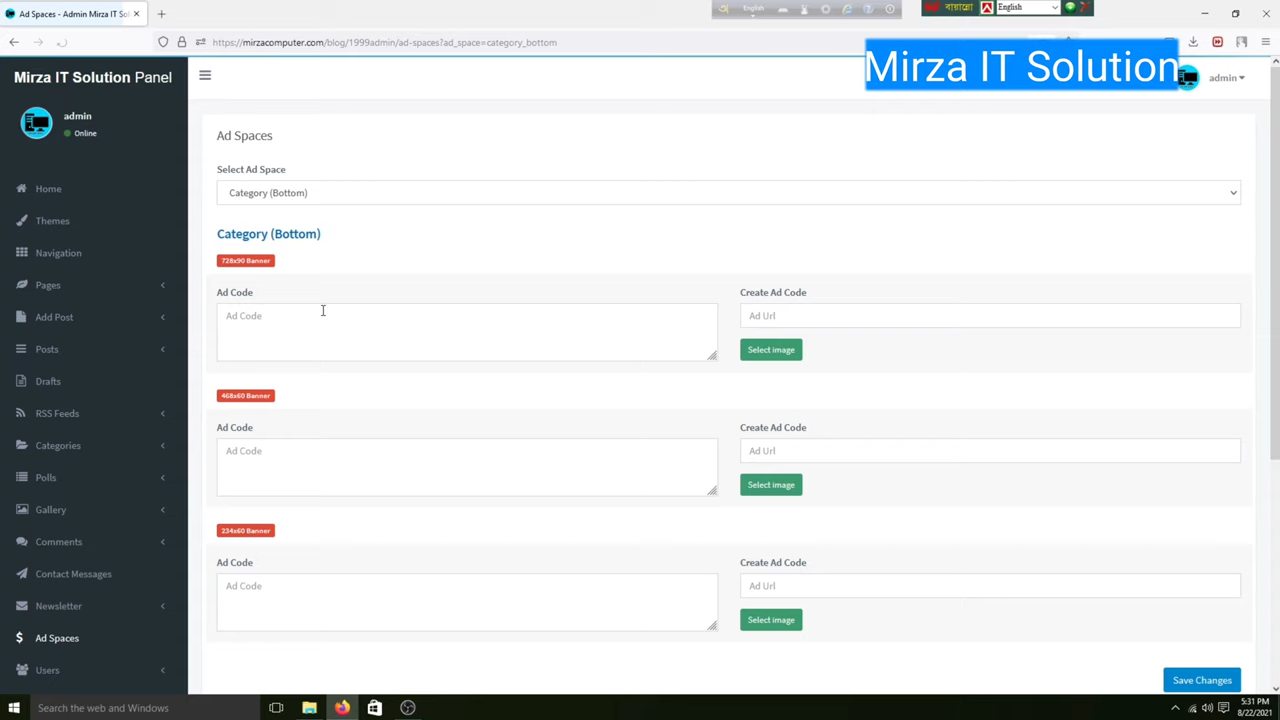 Ad Spaces - Admin Mirza IT Sol
English
বায়ান্নো
English
https://mirzacomputer.com/blog/1999admin/ad-spaces?ad_space=category_bottom
Mirza IT Solution Panel
Mirza IT Solution
admin
admin
Online
Home
Themes
Navigation
Pages
Add Post
Posts
Drafts
RSS Feeds
Categories
Polls
Gallery
Comments
Contact Messages
Newsletter
Ad Spaces
Users
Ad Spaces
Select Ad Space
Category (Bottom)
Category (Bottom)
728x90 Banner
Ad Code
Create Ad Code
Ad Code
Ad Url
Select image
468x60 Banner
Ad Code
Create Ad Code
Ad Code
Ad Url
Select image
234x60 Banner
Ad Code
Create Ad Code
Ad Code
Ad Url
Select image
Save Changes
Search the web and Windows
5:31 PM
8/22/2021